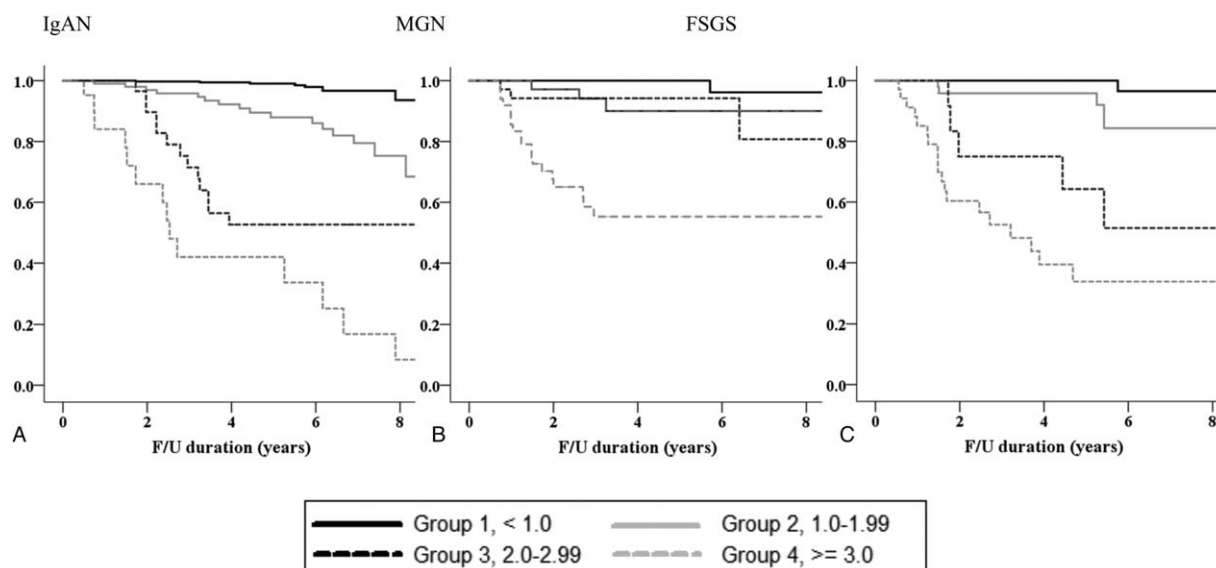 IgAN MGN FSGS
1.0 1.0 1.0
0.8 0.8 0.8
0.6 0.6 0.6
0.4 0.4 0.4
0.2 0.2 0.2
0.0 0.0 0.0
0 2 4 6 8 0 2 4 6 8 0 2 4 6 8
A F/U duration (years) B F/U duration (years) C F/U duration (years)
Group 1, < 1.0 Group 2, 1.0-1.99
Group 3, 2.0-2.99 Group 4, >= 3.0